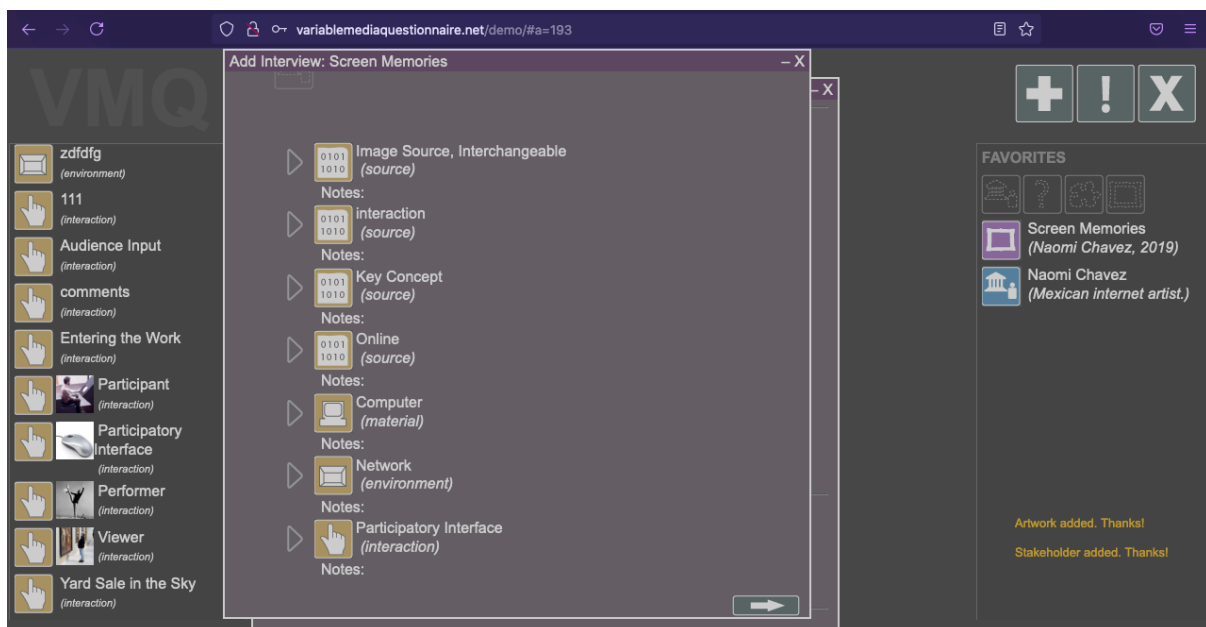 variablemediaquestionnaire.net/demo/#a=193
VMQ
zdfdfg
(environment)
111
(interaction)
Audience Input
(interaction)
comments
(interaction)
Entering the Work
(interaction)
Participant
(interaction)
Participatory
Interface
(interaction)
Performer
(interaction)
Viewer
(interaction)
Yard Sale in the Sky
(interaction)
Add Interview: Screen Memories
– X
– X
0101
1010
Image Source, Interchangeable
(source)
Notes:
0101
1010
interaction
(source)
Notes:
0101
1010
Key Concept
(source)
Notes:
0101
1010
Online
(source)
Notes:
Computer
(material)
Notes:
Network
(environment)
Notes:
Participatory Interface
(interaction)
Notes:
! X
FAVORITES
?
Screen Memories
(Naomi Chavez, 2019)
Naomi Chavez
(Mexican internet artist.)
Artwork added. Thanks!
Stakeholder added. Thanks!